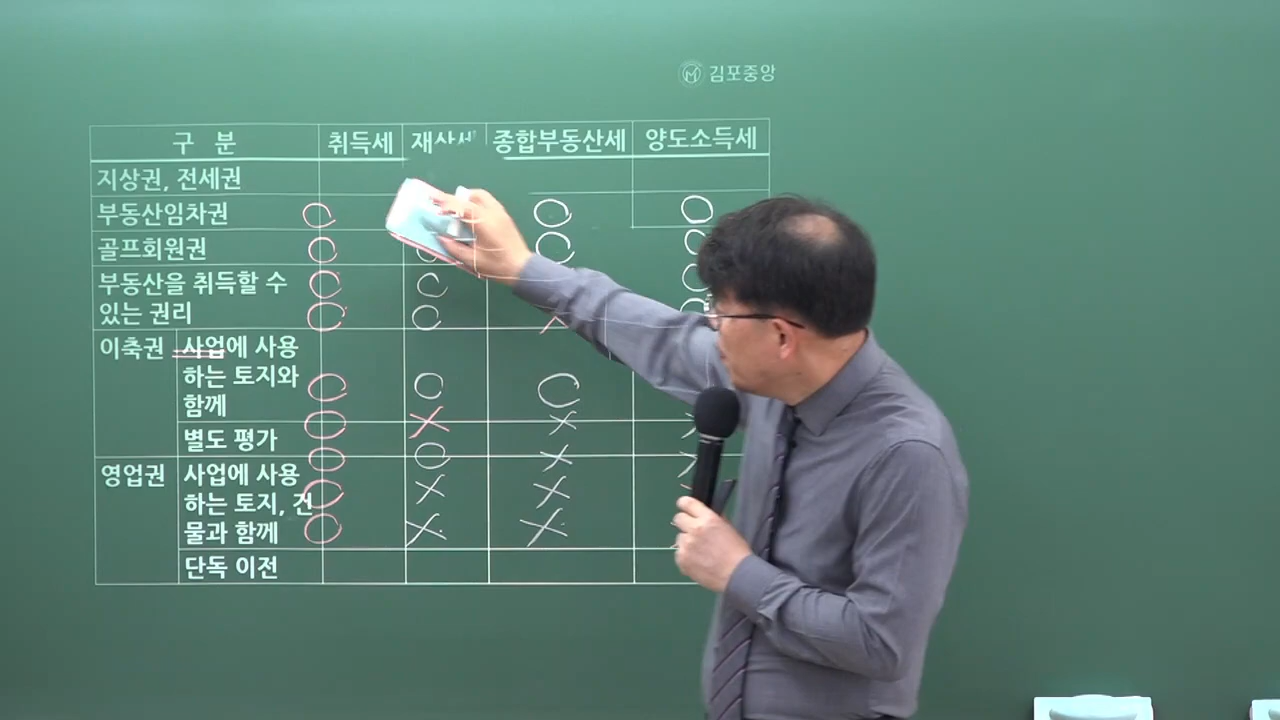 김포중앙
구 분 취득세 재산세 종합부동산세 양도소득세
지상권, 전세권
부동산임차권 ○ ○ ○
골프회원권 ○ ○ ○ ○
부동산을 취득할 수 ○ ○
있는 권리 ○ ○ ×
이축권 사업에 사용
하는 토지와 ○ ○ ○
함께 ○ × ×
별도 평가 ○ ○ ×
영업권 사업에 사용
하는 토지, 건 ○ × ×
물과 함께 ○ × ×
단독 이전